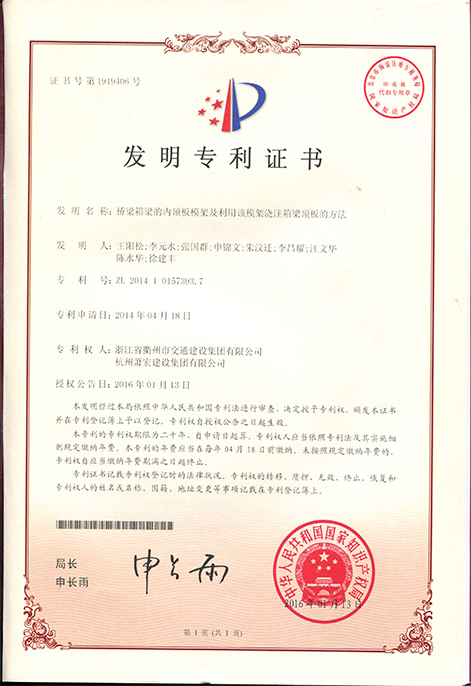 证书号第1919406号
发明专利证书
发明名称：桥梁箱梁的内顶板模架及利用该模架浇注箱梁顶板的方法
发明人：王阳松;李元水;张国群;申锦文;朱汶迁;李昌耀;江文华
陈永华;徐建丰
专利号：ZL 2014 1 0157393.7
专利申请日：2014年04月18日
专利权人：浙江省衢州市交通建设集团有限公司
杭州萧宏建设集团有限公司
授权公告日：2016年01月13日
本发明经过本局依照中华人民共和国专利法进行审查，决定授予专利权，颁发本证书
并在专利登记簿上予以登记。专利权自授权公告之日起生效。
本专利的专利权期限为二十年，自申请日起算。专利权人应当依照专利法及其实施细
则规定缴纳年费。本专利的年费应当在每年04月18日前缴纳。未按照规定缴纳年费的，
专利权自应当缴纳年费期满之日起终止。
专利证书记载专利权登记时的法律状况。专利权的转移、质押、无效、终止、恢复和
专利权人的姓名或名称、国籍、地址变更等事项记载在专利登记簿上。
局长
申长雨
申长雨
中华人民共和国国家知识产权局
2016年01月13日
第1页(共1页)